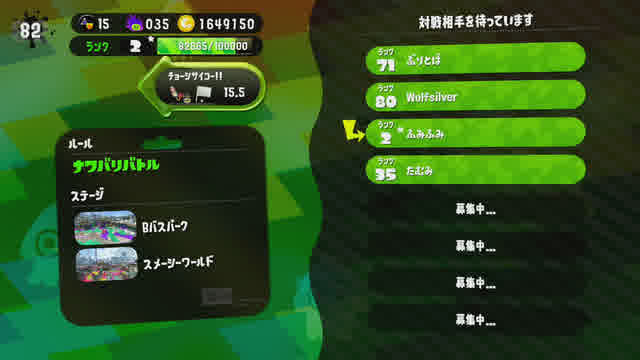 82
15
035
1649150
ランク 2★ 82865/100000
チョーシサイコー!!
15.5
ルール
ナワバリバトル
ステージ
Bバスパーク
スメーシーワールド
対戦相手を待っています
ランク 71 ぷりとば
ランク 80 Wolfsilver
ランク 2★ ふみふみ
ランク 35 たむみ
募集中...
募集中...
募集中...
募集中...